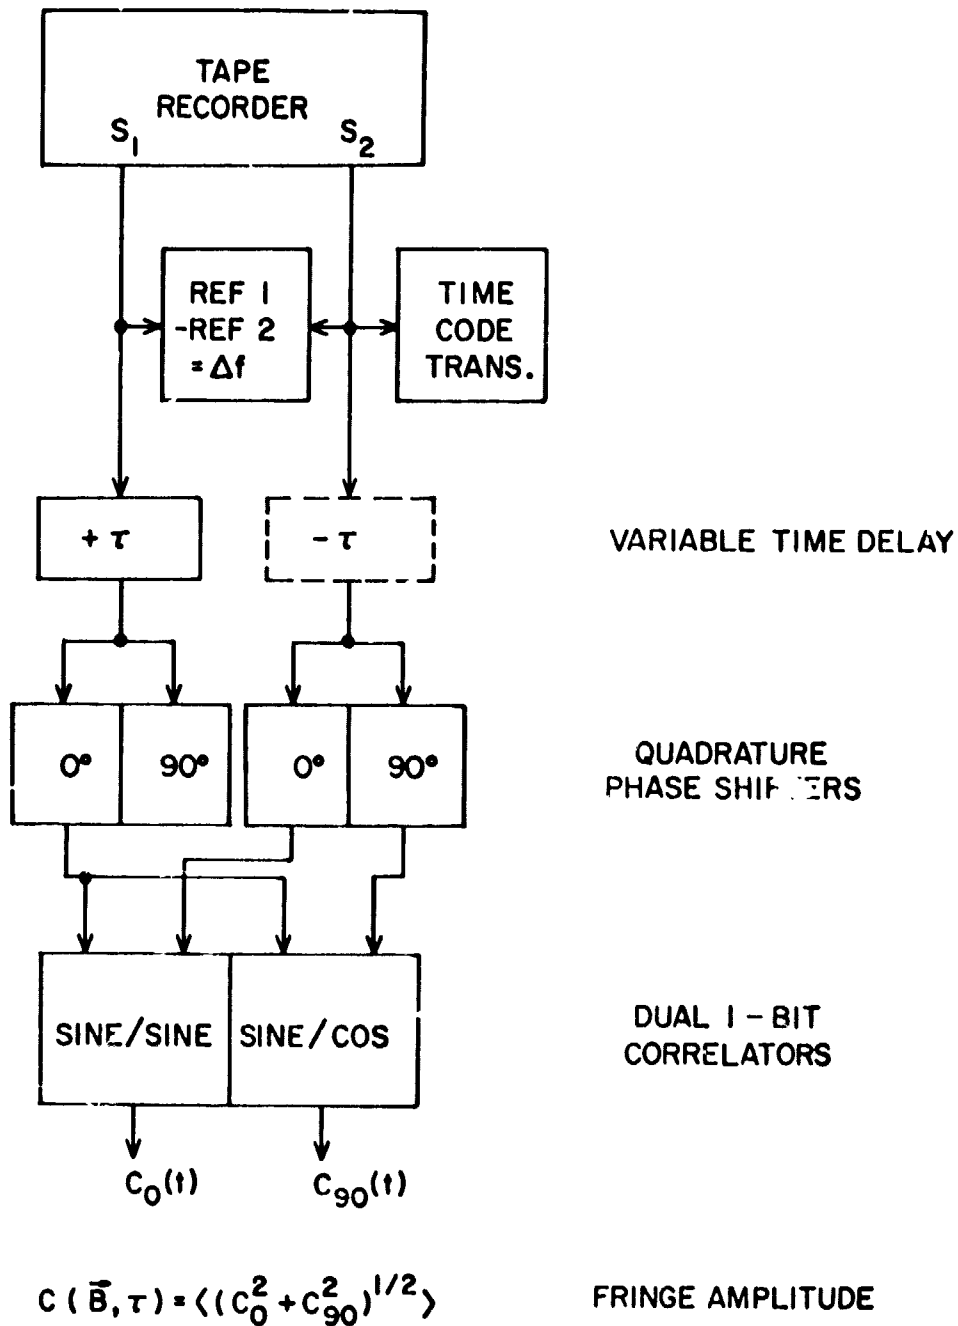 TAPE
RECORDER
S₁ S₂
REF 1
-REF 2
= Δf
TIME
CODE
TRANS.
+ τ
- τ
VARIABLE TIME DELAY
0°
90°
0°
90°
QUADRATURE
PHASE
SINE/SINE
SINE/COS
DUAL 1-BIT
CORRELATORS
C₀(t)
C₉₀(t)
C(B⃗, τ) = ⟨(C₀² + C₉₀²)^1/2⟩
FRINGE AMPLITUDE